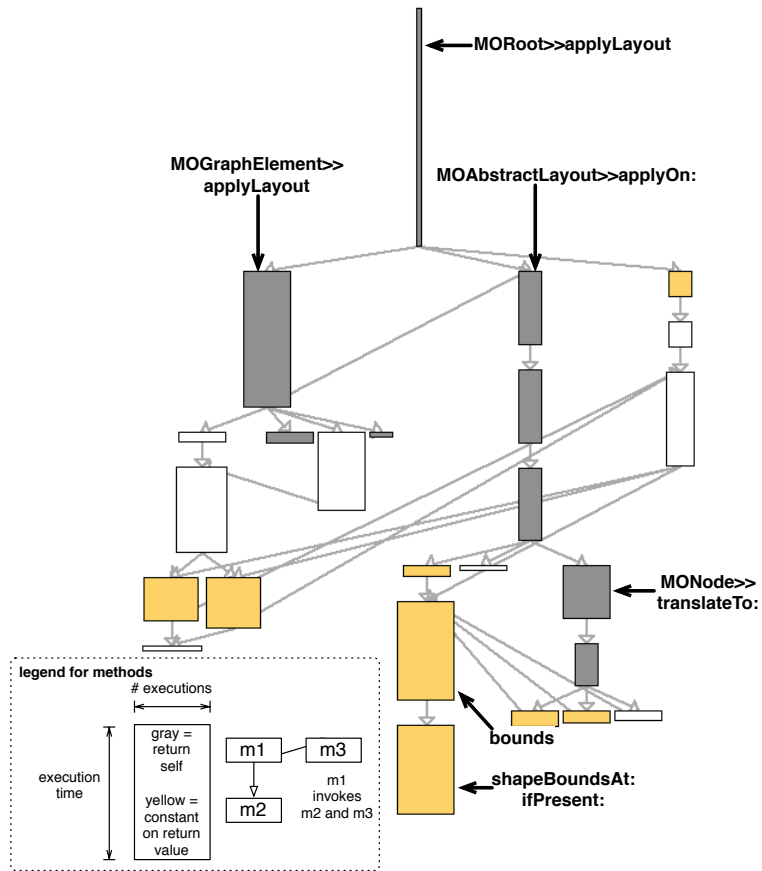 MORoot>>applyLayout
MOGraphElement>>
applyLayout
MOAbstractLayout>>applyOn:
MONode>>
translateTo:
bounds
shapeBoundsAt:
ifPresent:
legend for methods
# executions
execution
time
gray =
return
self
yellow =
constant
on return
value
m1
m3
m2
m1
invokes
m2 and m3